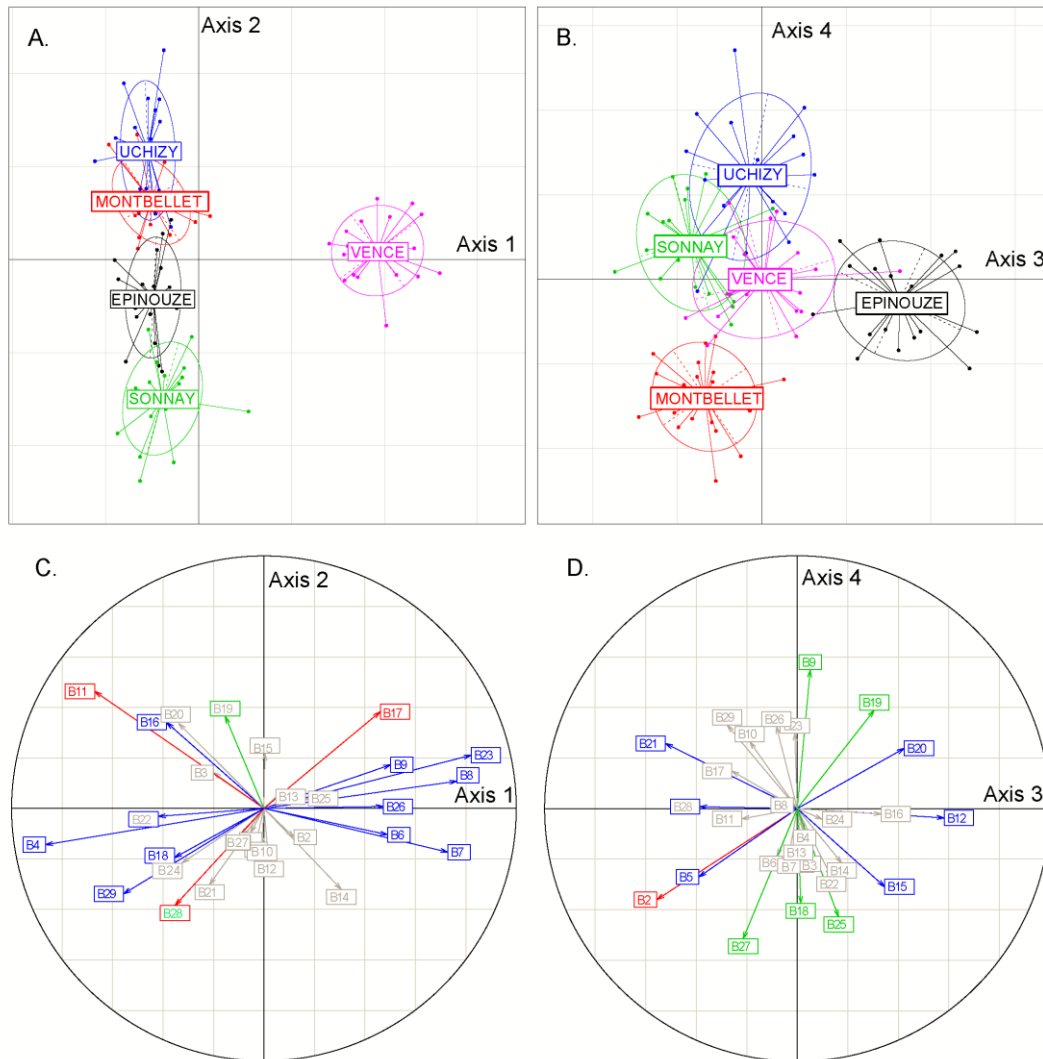 A.
Axis 2
UCHIZY
MONTBELLET
VENCE
Axis 1
EPINOUZE
SONNAY
B.
Axis 4
UCHIZY
SONNAY
VENCE
Axis 3
EPINOUZE
MONTBELLET
C.
Axis 2
B11
B20
B16
B19
B17
B15
B23
B9
B3
B8
B13
B25
Axis 1
B26
B22
B4
B27
B2
B6
B7
B18
B10
B24
B12
B29
B21
B14
B28
D.
Axis 4
B9
B19
B29
B26
B23
B10
B21
B20
B17
B8
Axis 3
B28
B11
B24
B16
B12
B4
B13
B6
B7
B3
B14
B5
B22
B15
B2
B18
B25
B27